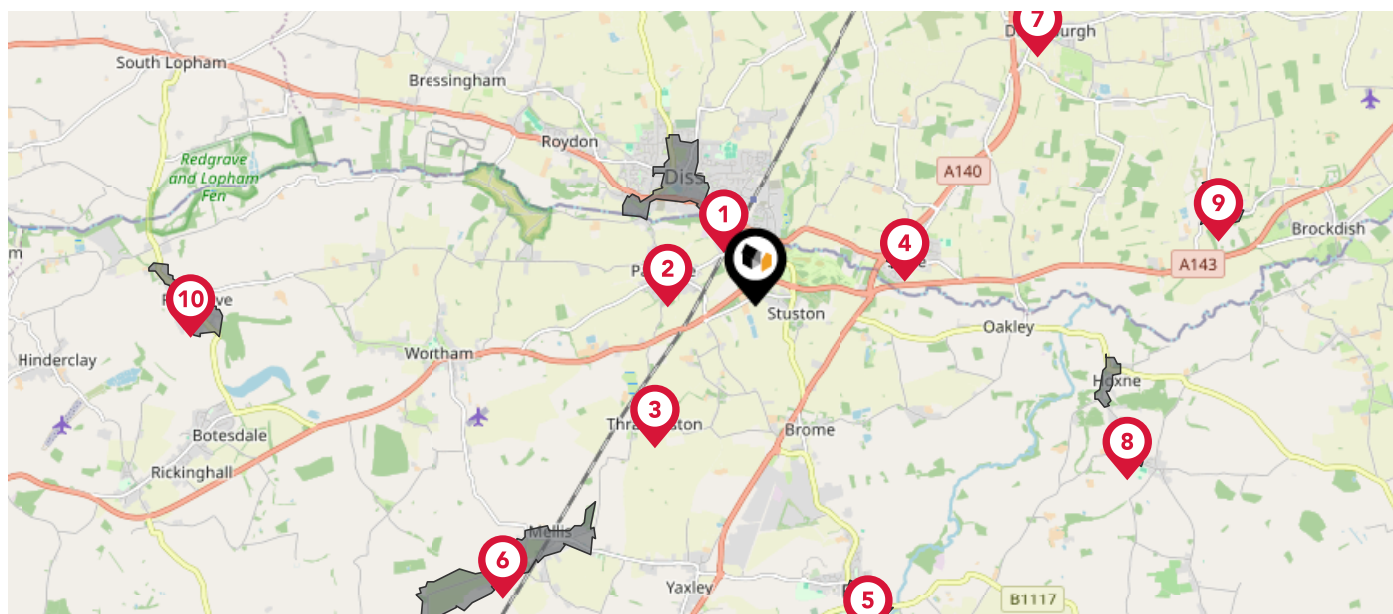 7
South Lopham
Bressingham
Roydon
Redgrave
and Lopham
Fen
A140
Diss
1
9
4
Brockdish
2
A143
10
Stuston
Oakley
Wortham
Hinderclay
Hoxne
3
Botesdale
Brome
8
Rickinghall
Mellis
6
Yaxley
5
B1117